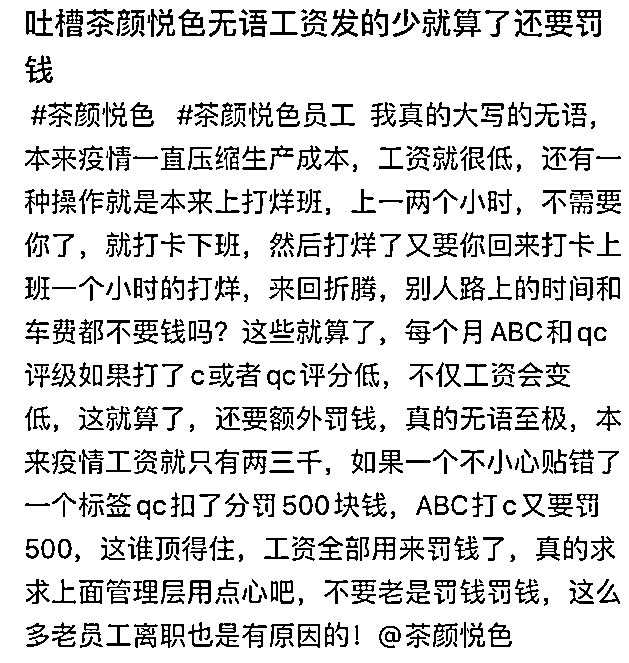 吐槽茶颜悦色无语工资发的少就算了还要罚
钱
#茶颜悦色 #茶颜悦色员工 我真的大写的无语，
本来疫情一直压缩生产成本，工资就很低，还有一
种操作就是本来上打烊班，上一两个小时，不需要
你了，就打卡下班，然后打烊了又要你回来打卡上
班一个小时的打烊，来回折腾，别人路上的时间和
车费都不要钱吗？这些就算了，每个月ABC和qc
评级如果打了c或者qc评分低，不仅工资会变
低，这就算了，还要额外罚钱，真的无语至极，本
来疫情工资就只有两三千，如果一个不小心贴错了
一个标签qc扣了分罚500块钱，ABC打c又要罚
500，这谁顶得住，工资全部用来罚钱了，真的求
求上面管理层用点心吧，不要老是罚钱罚钱，这么
多老员工离职也是有原因的！@茶颜悦色